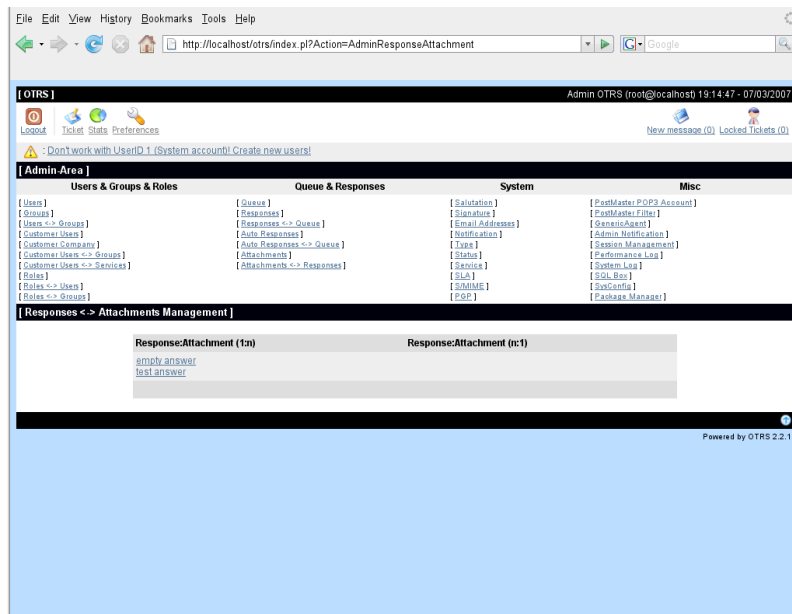 File Edit View History Bookmarks Tools Help
http://localhost/otrs/index.pl?Action=AdminResponseAttachment
G Google
[ OTRS ] Admin OTRS (root@localhost) 19:14:47 - 07/03/2007
Logout Ticket Stats Preferences New message (0) Locked Tickets (0)
: Don't work with UserID 1 (System account)! Create new users!
[ Admin-Area ]
Users & Groups & Roles Queue & Responses System Misc
[ Users ] [ Queue ] [ Salutation ] [ PostMaster POP3 Account ]
[ Groups ] [ Responses ] [ Signature ] [ PostMaster Filter ]
[ Users <-> Groups ] [ Responses <-> Queue ] [ Email Addresses ] [ GenericAgent ]
[ Customer Users ] [ Auto Responses ] [ Notification ] [ Admin Notification ]
[ Customer Company ] [ Auto Responses <-> Queue ] [ Type ] [ Session Management ]
[ Customer Users <-> Groups ] [ Attachments ] [ Status ] [ Performance Log ]
[ Customer Users <-> Services ] [ Attachments <-> Responses ] [ Service ] [ System Log ]
[ Roles ] [ SLA ] [ SQL Box ]
[ Roles <-> Users ] [ S/MIME ] [ SysConfig ]
[ Roles <-> Groups ] [ PGP ] [ Package Manager ]
[ Responses <-> Attachments Management ]
Response:Attachment (1:n) Response:Attachment (n:1)
empty answer
test answer
Powered by OTRS 2.2.1